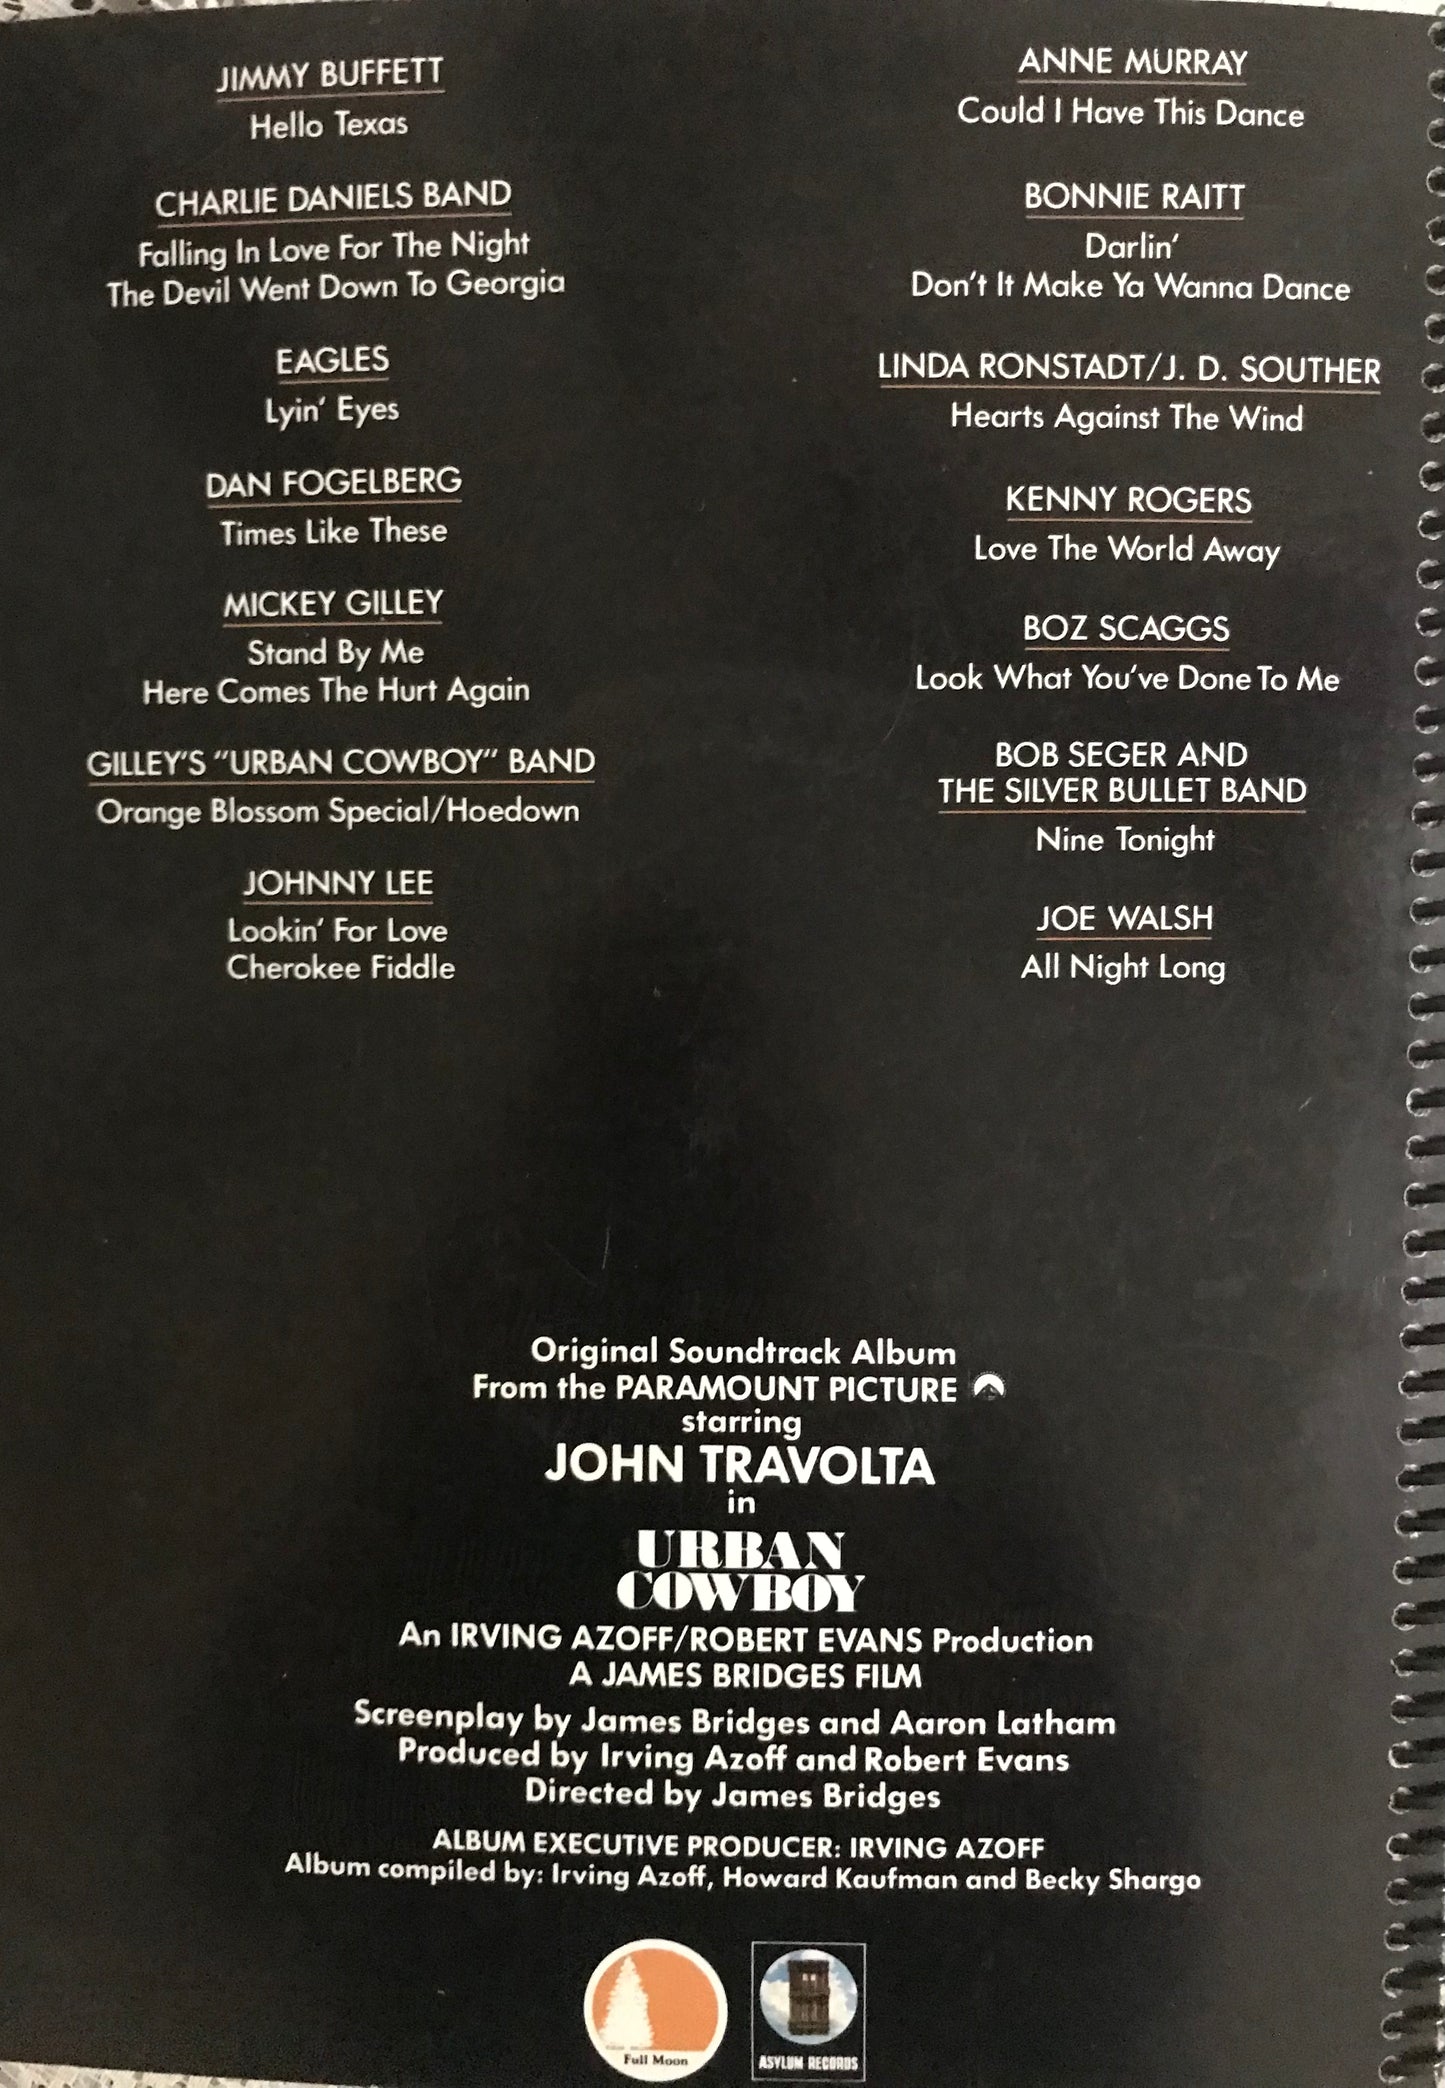 JIMMY BUFFETT
Hello Texas
CHARLIE DANIELS BAND
Falling In Love For The Night
The Devil Went Down To Georgia
EAGLES
Lyin' Eyes
DAN FOGELBERG
Times Like These
MICKEY GILLEY
Stand By Me
Here Comes The Hurt Again
GILLEY'S "URBAN COWBOY" BAND
Orange Blossom Special/Hoedown
JOHNNY LEE
Lookin' For Love
Cherokee Fiddle
ANNE MURRAY
Could I Have This Dance
BONNIE RAITT
Darlin'
Don't It Make Ya Wanna Dance
LINDA RONSTADT/J. D. SOUTHER
Hearts Against The Wind
KENNY ROGERS
Love The World Away
BOZ SCAGGS
Look What You've Done To Me
BOB SEGER AND
THE SILVER BULLET BAND
Nine Tonight
JOE WALSH
All Night Long
Original Soundtrack Album
From the PARAMOUNT PICTURE
starring
JOHN TRAVOLTA
in
URBAN
COWBOY
An IRVING AZOFF/ROBERT EVANS Production
A JAMES BRIDGES FILM
Screenplay by James Bridges and Aaron Latham
Produced by Irving Azoff and Robert Evans
Directed by James Bridges
ALBUM EXECUTIVE PRODUCER: IRVING AZOFF
Album compiled by: Irving Azoff, Howard Kaufman and Becky Shargo
Full Moon
ASYLUM RECORDS